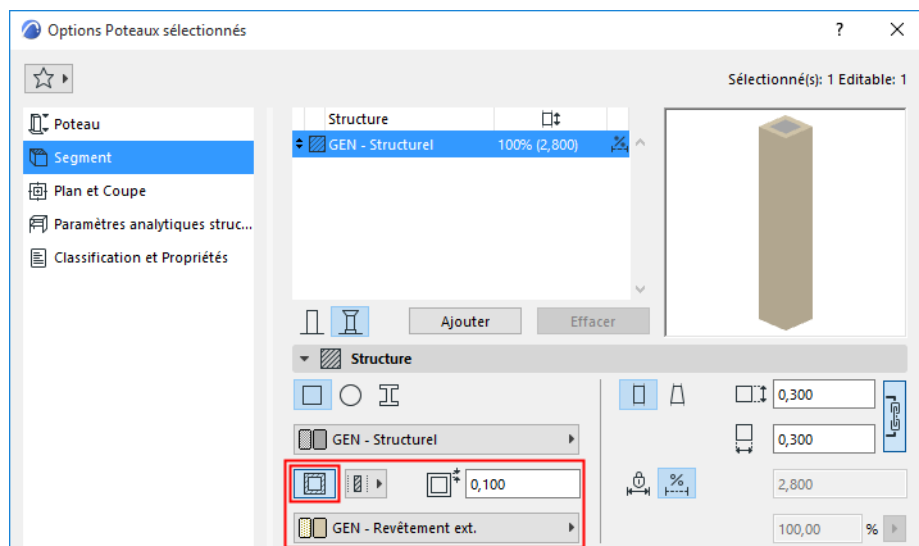 Options Poteaux sélectionnés
?
Sélectionné(s): 1 Editable: 1
Poteau
Segment
Plan et Coupe
Paramètres analytiques struc...
Classification et Propriétés
Structure
GEN - Structurel 100% (2,800)
Ajouter
Effacer
Structure
0,300
GEN - Structurel
0,300
0,100
%
2,800
GEN - Revêtement ext.
100,00 %